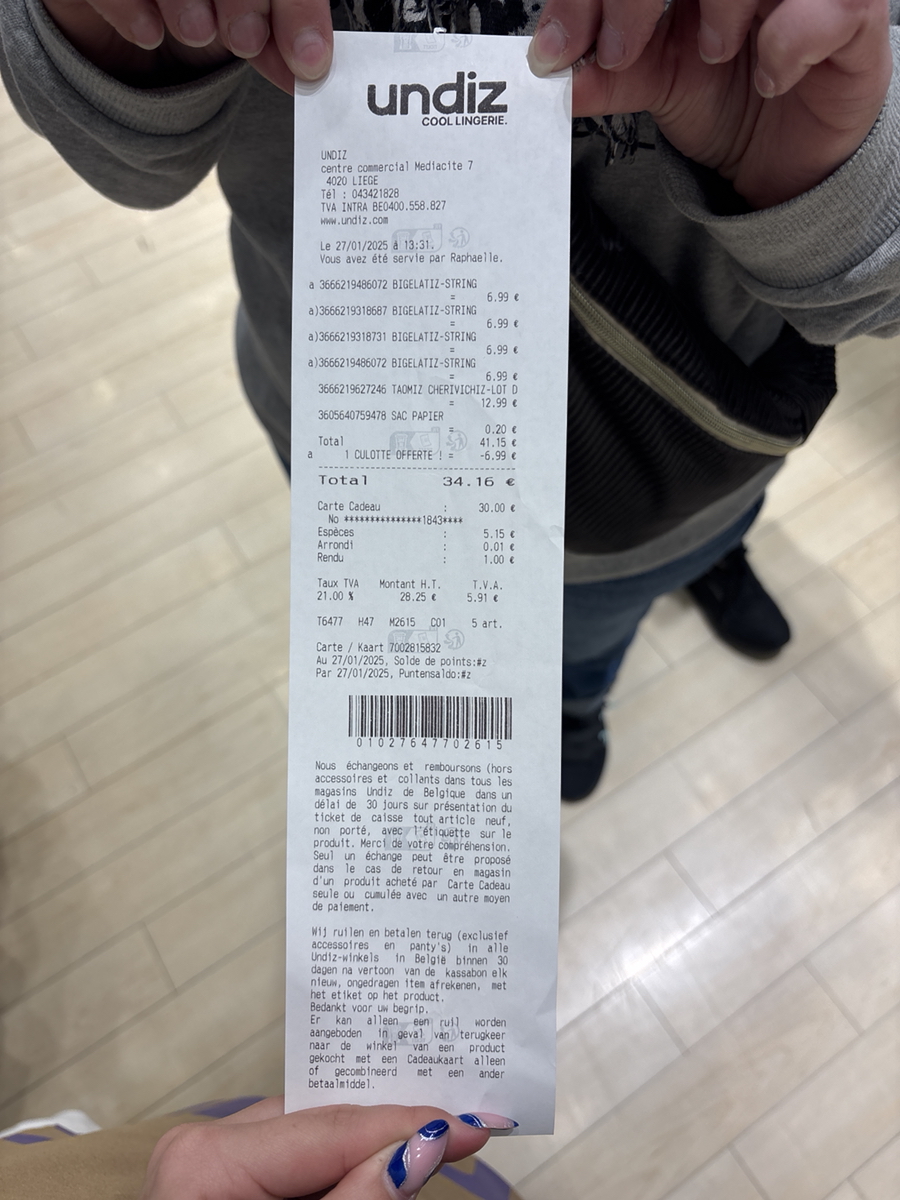 undiz
COOL LINGERIE.
UNDIZ
centre commercial Mediacite 7
4020 LIEGE
Tél : 043421828
TVA INTRA BE0400.558.827
www.undiz.com
Le 27/01/2025 à 13:31.
Vous avez été servie par Raphaelle.
a 3666219486072 BIGELATIZ-STRING
= 6.99 €
a)3666219318687 BIGELATIZ-STRING
= 6.99 €
a)3666219318731 BIGELATIZ-STRING
= 6.99 €
a)3666219486072 BIGELATIZ-STRING
= 6.99 €
3666219627246 TAOMIZ CHERIVICHIZ-LOT D
= 12.99 €
3605640759478 SAC PAPIER
= 0.20 €
Total 41.15 €
a 1 CULOTTE OFFERTE ! = -6.99 €
Total 34.16 €
Carte Cadeau : 30.00 €
No ***************1843****
Espèces : 5.15 €
Arrondi : 0.01 €
Rendu : 1.00 €
Taux TVA Montant H.T. T.V.A.
21.00 % 28.25 € 5.91 €
T6477 H47 M2615 C01 5 art.
Carte / Kaart 7002815832
Au 27/01/2025, Solde de points:#z
Par 27/01/2025, Puntensaldo:#z
01027647702615
Nous échangeons et remboursons (hors
accessoires et collants dans tous les
magasins Undiz de Belgique dans un
délai de 30 jours sur présentation du
ticket de caisse tout article neuf,
non porté, avec l'étiquette sur le
produit. Merci de votre compréhension.
Seul un échange peut être proposé
dans le cas de retour en magasin
d'un produit acheté par Carte Cadeau
seule ou cumulée avec un autre moyen
de paiement.
Wij ruilen en betalen terug (exclusief
accessoires en panty's) in alle
Undiz-winkels in België binnen 30
dagen na vertoon van de kassabon elk
nieuw, ongedragen item afrekenen, met
het etiket op het product.
Bedankt voor uw begrip.
Er kan alleen een ruil worden
aangeboden in geval van terugkeer
naar de winkel van een product
gekocht met een Cadeaukaart alleen
of gecombineerd met een ander
betaalmiddel.